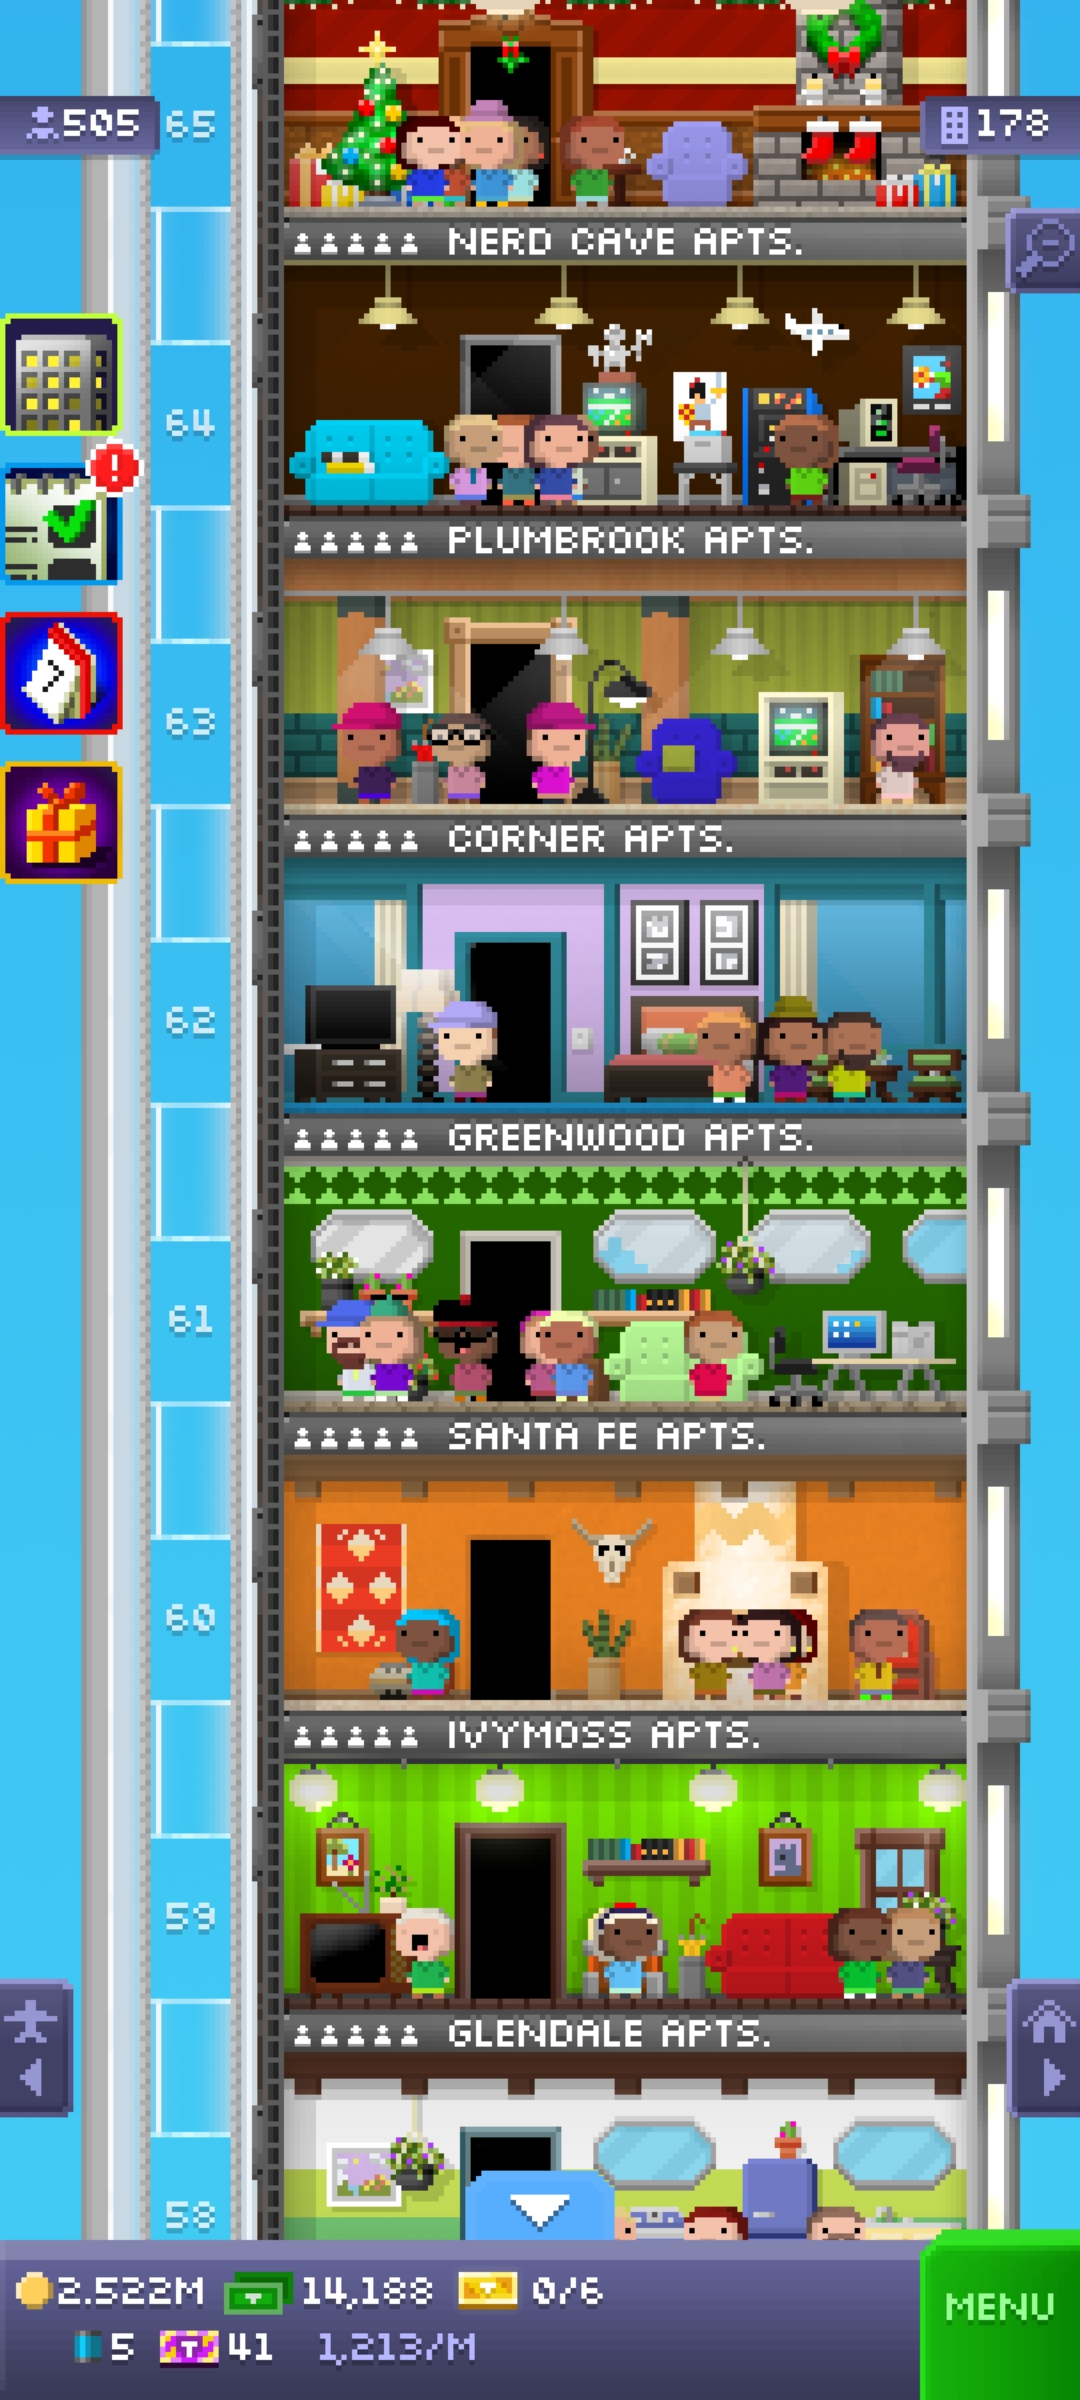 505
65
178
NERD CAVE APTS.
64
PLUMBROOK APTS.
7
63
CORNER APTS.
62
GREENWOOD APTS.
61
SANTA FE APTS.
60
IVYMOSS APTS.
59
GLENDALE APTS.
58
2.522M 14,188 0/6
MENU
5 T 41 1,213/M